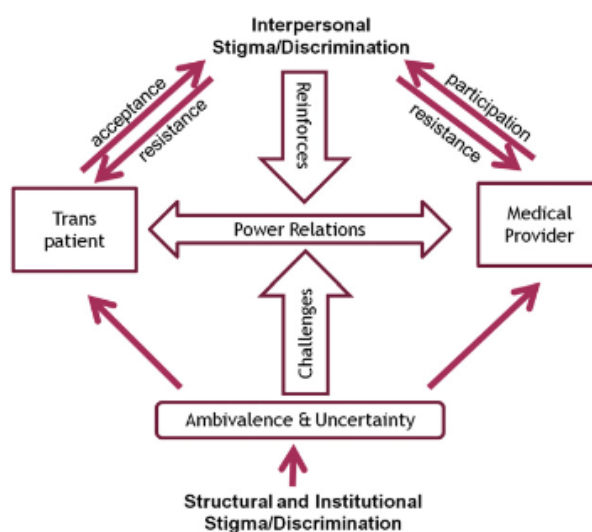 Interpersonal
Stigma/Discrimination
acceptance
resistance
Reinforces
participation
resistance
Trans
patient
Power Relations
Medical
Provider
Challenges
Ambivalence & Uncertainty
Structural and Institutional
Stigma/Discrimination